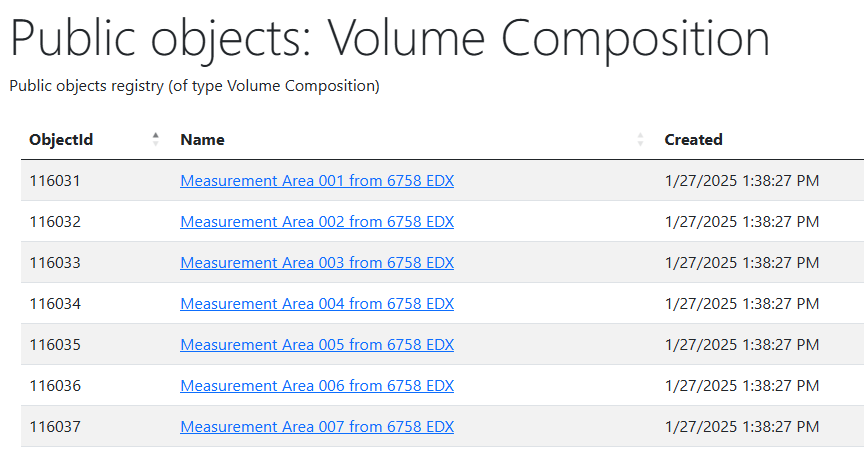 Public objects: Volume Composition
Public objects registry (of type Volume Composition)
ObjectId Name Created
116031 Measurement Area 001 from 6758 EDX 1/27/2025 1:38:27 PM
116032 Measurement Area 002 from 6758 EDX 1/27/2025 1:38:27 PM
116033 Measurement Area 003 from 6758 EDX 1/27/2025 1:38:27 PM
116034 Measurement Area 004 from 6758 EDX 1/27/2025 1:38:27 PM
116035 Measurement Area 005 from 6758 EDX 1/27/2025 1:38:27 PM
116036 Measurement Area 006 from 6758 EDX 1/27/2025 1:38:27 PM
116037 Measurement Area 007 from 6758 EDX 1/27/2025 1:38:27 PM